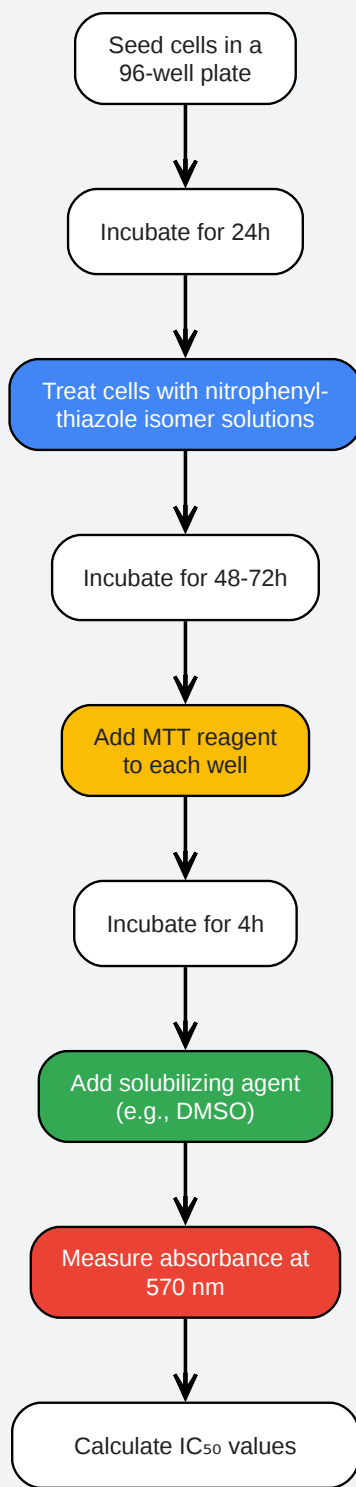 Seed cells in a
96-well plate
Incubate for 24h
Treat cells with nitrophenyl-
thiazole isomer solutions
Incubate for 48-72h
Add MTT reagent
to each well
Incubate for 4h
Add solubilizing agent
(e.g., DMSO)
Measure absorbance at
570 nm
Calculate IC₅₀ values